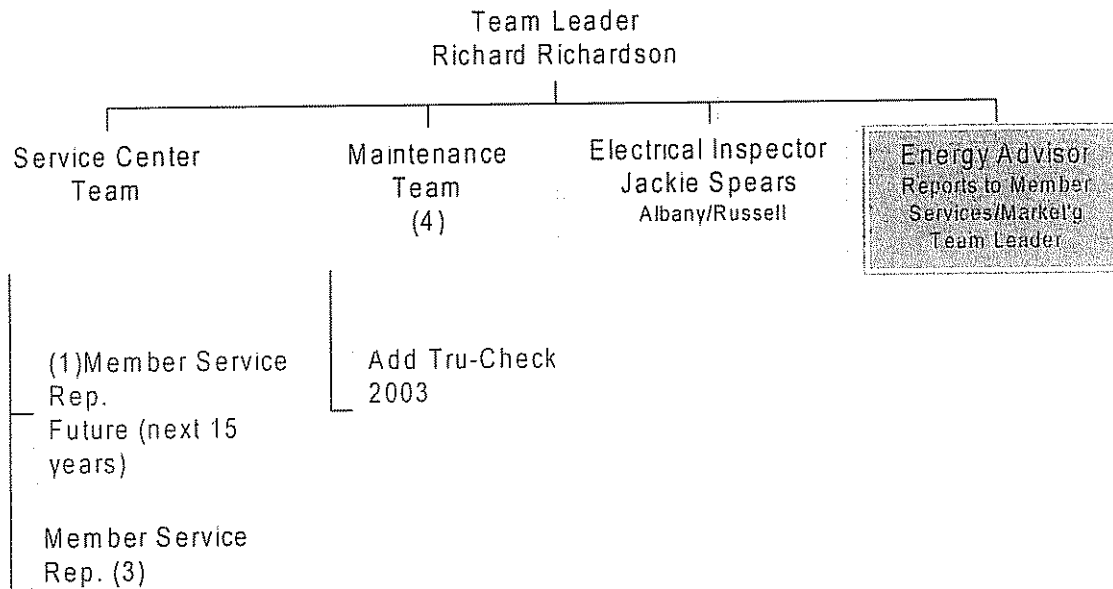 Team Leader
Richard Richardson
Service Center
Team
Maintenance
Team
(4)
Electrical Inspector
Jackie Spears
Albany/Russell
Energy Advisor
Reports to Member
Services/Market'g
Team Leader
(1)Member Service
Rep.
Future (next 15
years)
Add Tru-Check
2003
Member Service
Rep. (3)